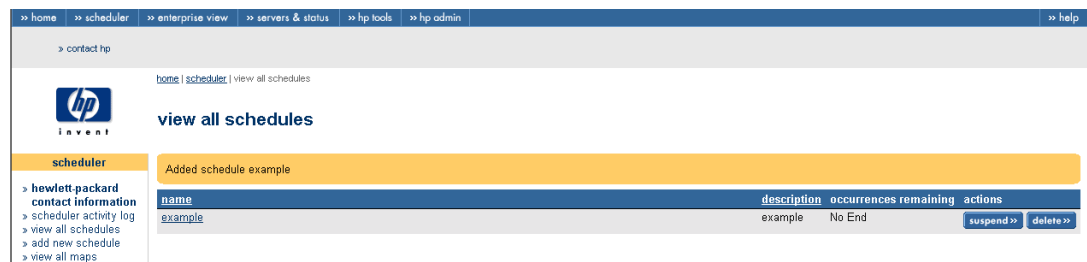 » home » scheduler » enterprise view » servers & status » hp tools » hp admin » help
» contact hp
home | scheduler | view all schedules
hp
invent
view all schedules
scheduler
Added schedule example
» hewlett-packard
contact information
» scheduler activity log
» view all schedules
» add new schedule
» view all maps
name description occurrences remaining actions
example example No End suspend » delete »